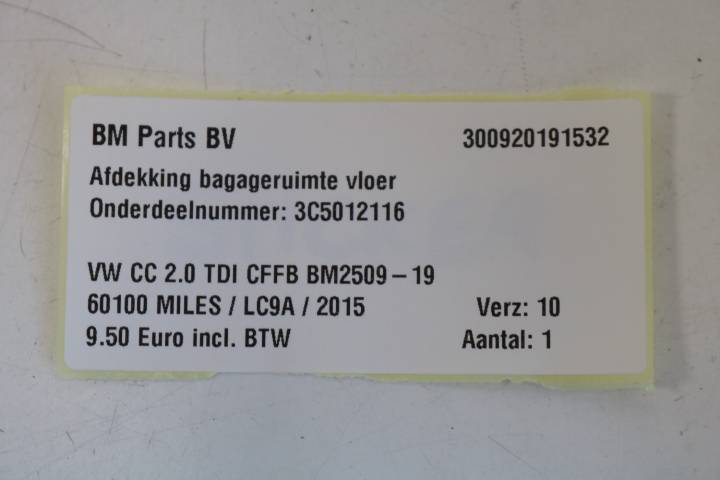 BM Parts BV 300920191532
Afdekking bagageruimte vloer
Onderdeelnummer: 3C5012116
VW CC 2.0 TDI CFFB BM2509-19
60100 MILES / LC9A / 2015 Verz: 10
9.50 Euro incl. BTW Aantal: 1